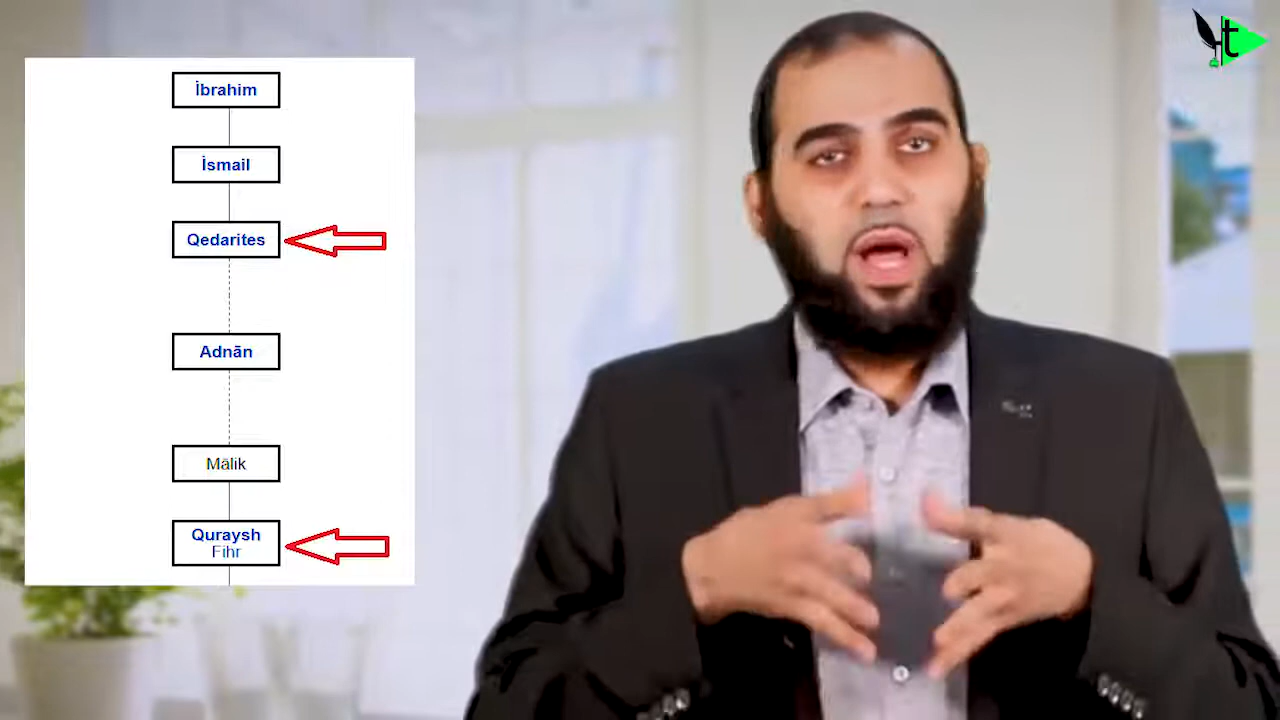 İbrahim
İsmail
Qedarites
Adnān
Mālik
Quraysh
Fihr
t